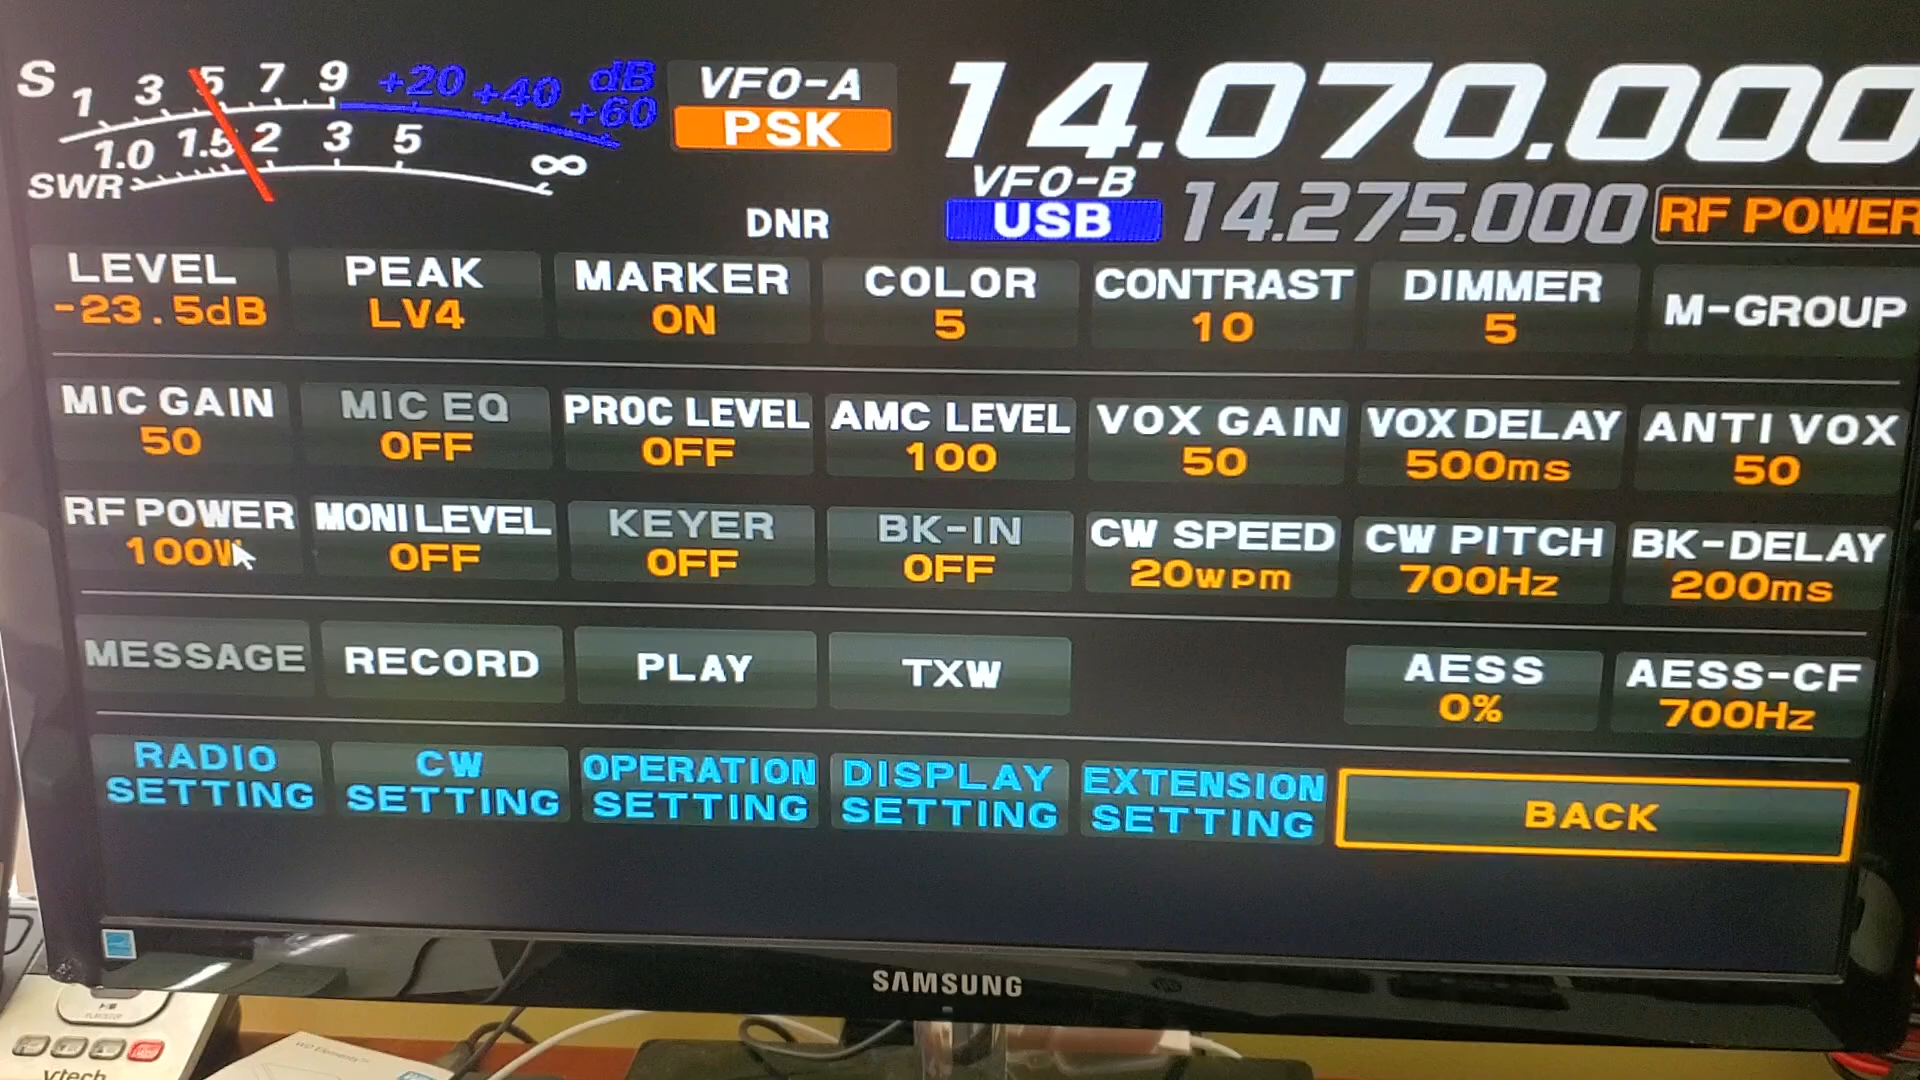 S 1 3 5 7 9 +20 +40 +60 dB
SWR 1.0 1.5 2 3 5 ∞
VFO-A
PSK
14.070.000
VFO-B
USB
14.275.000
RF POWER
DNR
LEVEL
-23.5dB
PEAK
LV4
MARKER
ON
COLOR
5
CONTRAST
10
DIMMER
5
M-GROUP
MIC GAIN
50
MIC EQ
OFF
PROC LEVEL
OFF
AMC LEVEL
100
VOX GAIN
50
VOX DELAY
500ms
ANTI VOX
50
RF POWER
100W
MONI LEVEL
OFF
KEYER
OFF
BK-IN
OFF
CW SPEED
20wpm
CW PITCH
700Hz
BK-DELAY
200ms
MESSAGE
RECORD
PLAY
TXW
AESS
0%
AESS-CF
700Hz
RADIO
SETTING
CW
SETTING
OPERATION
SETTING
DISPLAY
SETTING
EXTENSION
SETTING
BACK
SAMSUNG
WD Elements
Vtech